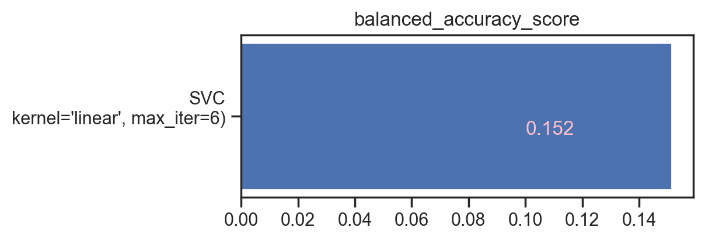 balanced_accuracy_score
SVC
kernel='linear', max_iter=6)
0.152
0.00 0.02 0.04 0.06 0.08 0.10 0.12 0.14